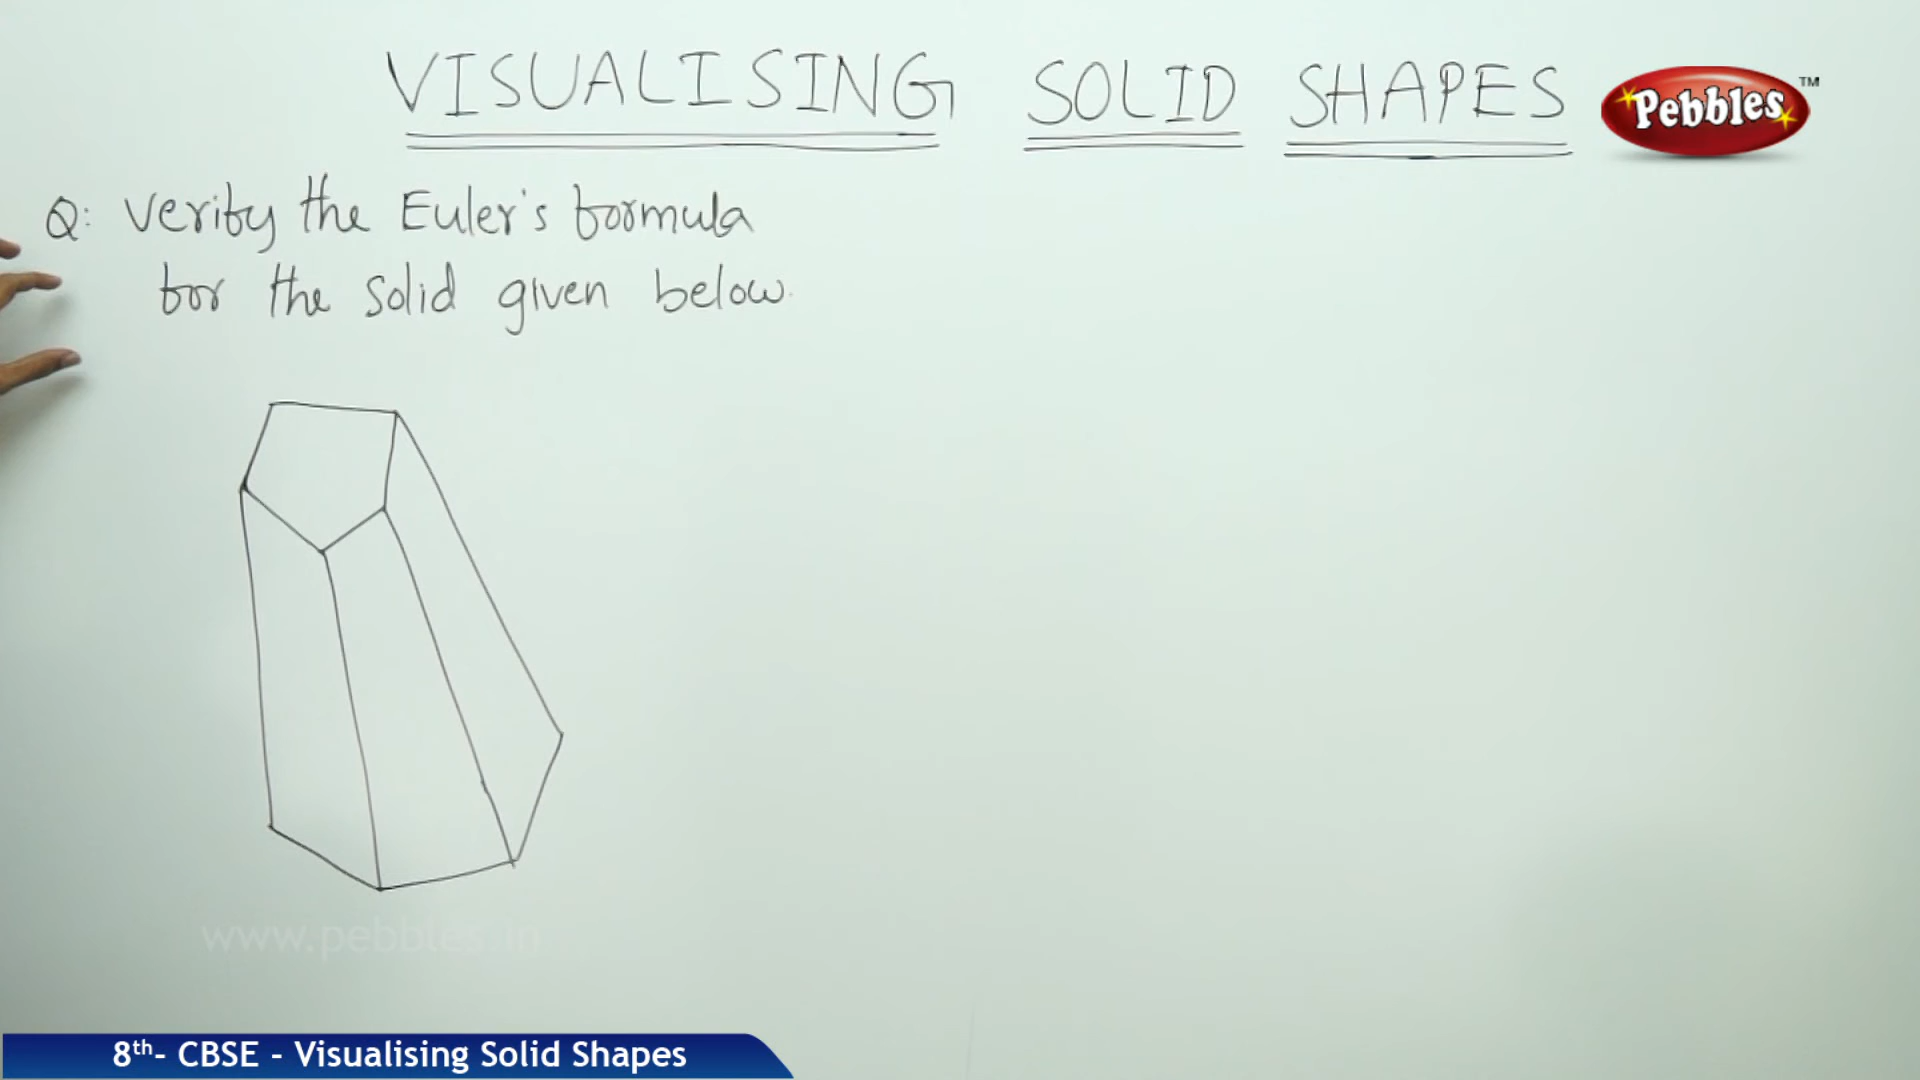 VISUALISING SOLID SHAPES
Pebbles™
Q: Verify the Euler's formula
for the solid given below.
www.pebbles.in
8th- CBSE - Visualising Solid Shapes